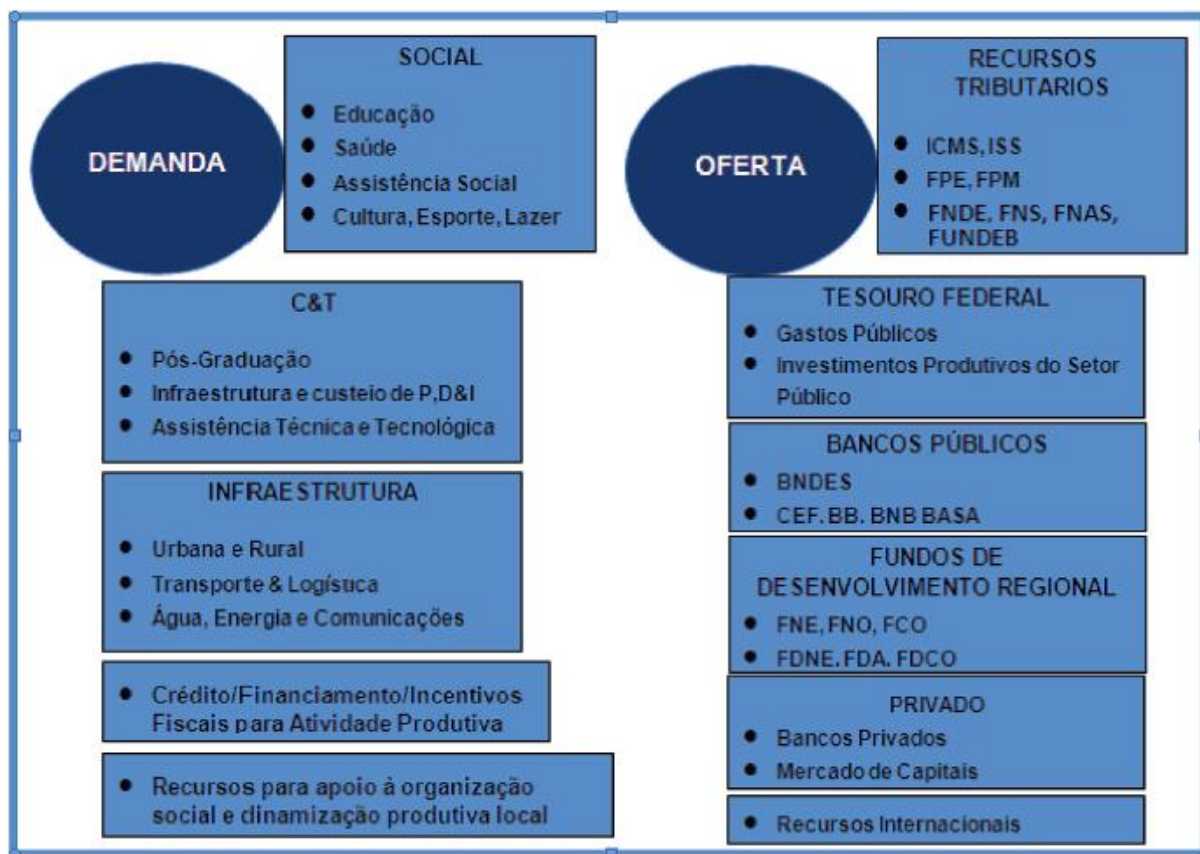 DEMANDA
SOCIAL
● Educação
● Saúde
● Assistência Social
● Cultura, Esporte, Lazer
C&T
● Pós-Graduação
● Infraestrutura e custeio de P,D&I
● Assistência Técnica e Tecnológica
INFRAESTRUTURA
● Urbana e Rural
● Transporte & Logística
● Água, Energia e Comunicações
● Crédito/Financiamento/Incentivos
Fiscais para Atividade Produtiva
● Recursos para apoio à organização
social e dinamização produtiva local
OFERTA
RECURSOS
TRIBUTARIOS
● ICMS, ISS
● FPE, FPM
● FNDE, FNS, FNAS,
FUNDEB
TESOURO FEDERAL
● Gastos Públicos
● Investimentos Produtivos do Setor
Público
BANCOS PÚBLICOS
● BNDES
● CEF. BB. BNB BASA
FUNDOS DE
DESENVOLVIMENTO REGIONAL
● FNE, FNO, FCO
● FDNE. FDA. FDCO
PRIVADO
● Bancos Privados
● Mercado de Capitais
● Recursos Internacionais